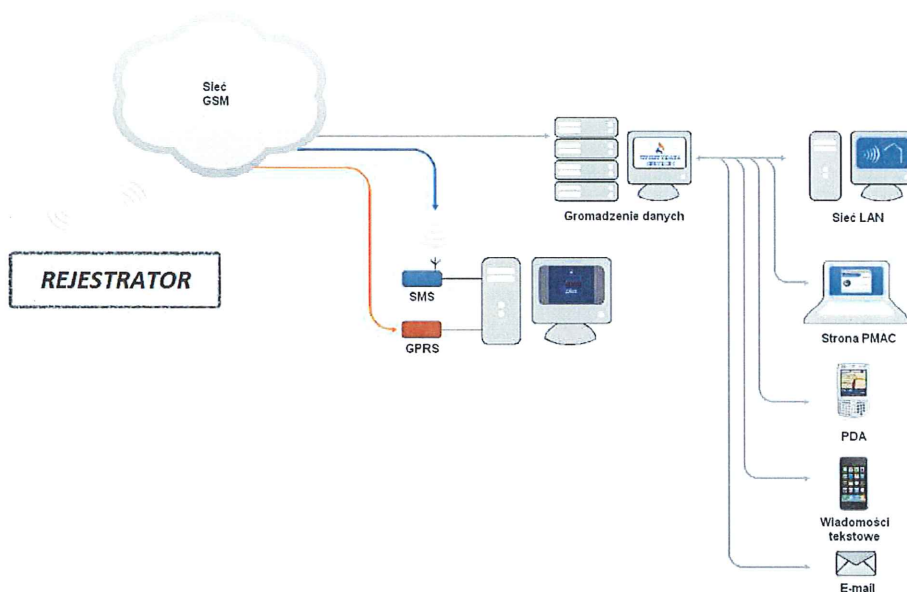 Sieć
GSM
REJESTRATOR
SMS
GPRS
Gromadzenie danych
Sieć LAN
Strona PMAC
PDA
Wiadomości
tekstowe
E-mail